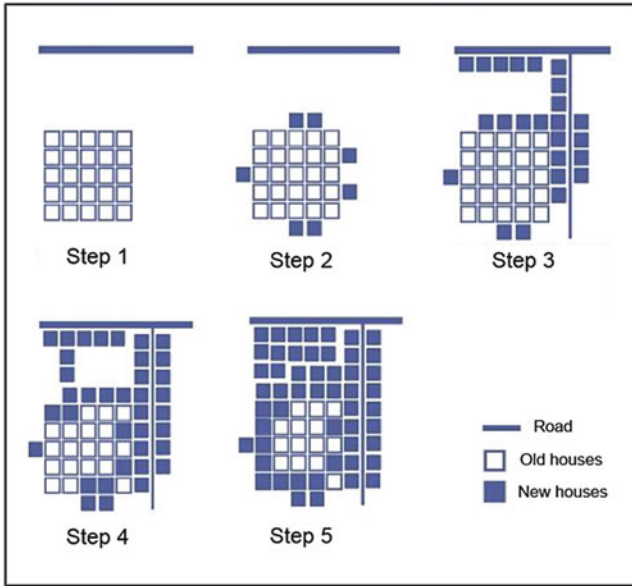 Step 1
Step 2
Step 3
Step 4
Step 5
Road
Old houses
New houses